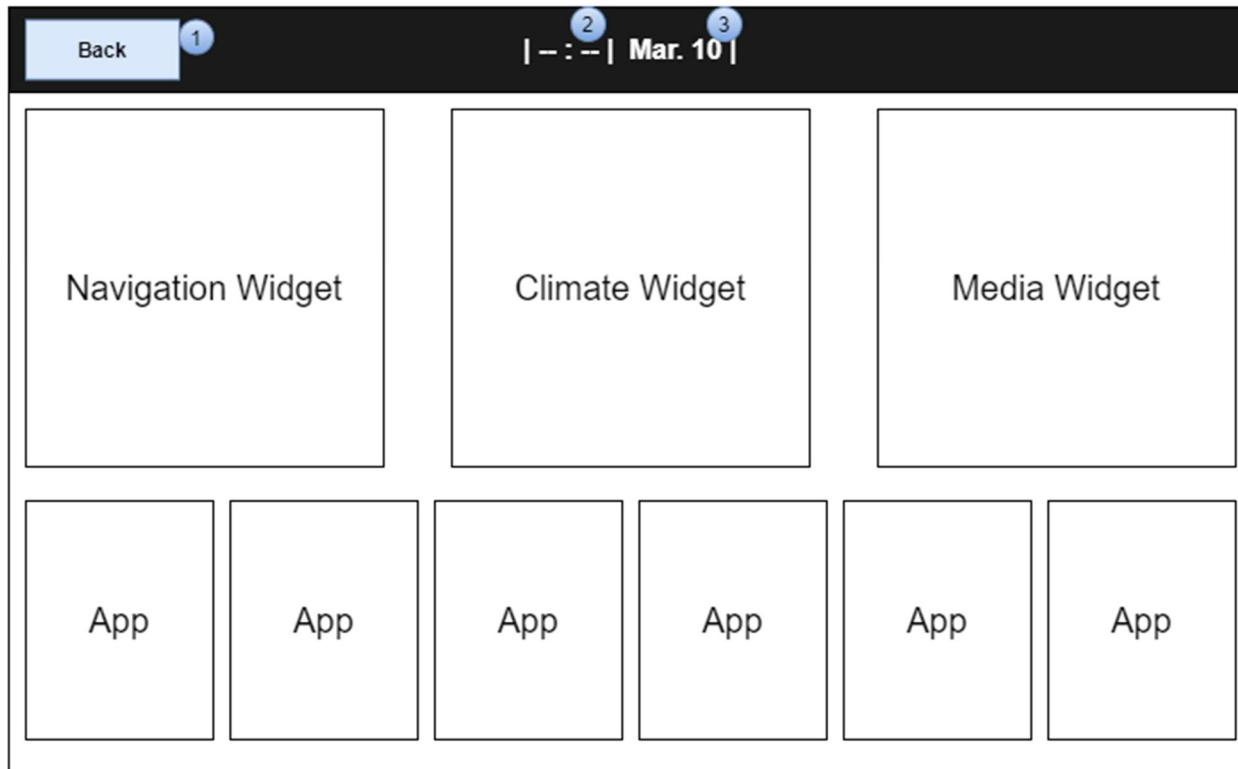 Back 1 | -- : -- 2 | Mar. 10 3 |
Navigation Widget Climate Widget Media Widget
App App App App App App